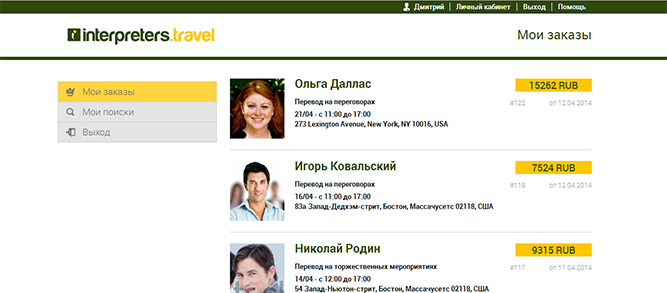 Дмитрий | Личный кабинет | Выход | Помощь
interpreters.travel
Мои заказы
Мои заказы
Мои поиски
Выход
Ольга Даллас
15262 RUB
Перевод на переговорах
#122 от 12.04.2014
21/04 - с 11:00 до 17:00
273 Lexington Avenue, New York, NY 10016, USA
Игорь Ковальский
7524 RUB
Перевод на переговорах
#118 от 12.04.2014
16/04 - с 11:00 до 17:00
83a Запад-Дедхэм-стрит, Бостон, Массачусетс 02118, США
Николай Родин
9315 RUB
Перевод на торжественных мероприятиях
#117 от 11.04.2014
14/04 - с 12:00 до 17:00
54 Запад-Ньютон-стрит, Бостон, Массачусетс 02118, США